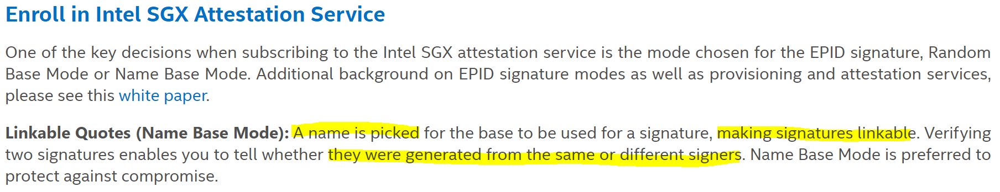 Enroll in Intel SGX Attestation Service
One of the key decisions when subscribing to the Intel SGX attestation service is the mode chosen for the EPID signature, Random
Base Mode or Name Base Mode. Additional background on EPID signature modes as well as provisioning and attestation services,
please see this white paper.
Linkable Quotes (Name Base Mode): A name is picked for the base to be used for a signature, making signatures linkable. Verifying
two signatures enables you to tell whether they were generated from the same or different signers. Name Base Mode is preferred to
protect against compromise.